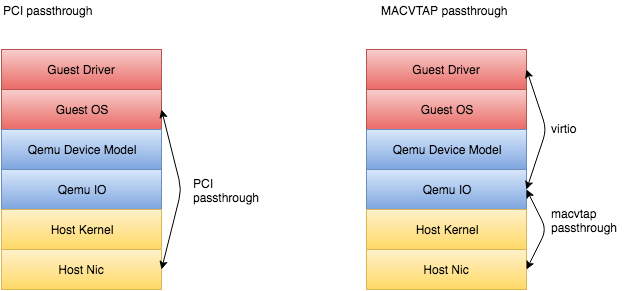 PCI passthrough
Guest Driver
Guest OS
Qemu Device Model
Qemu IO
Host Kernel
Host Nic
PCI
passthrough
MACVTAP passthrough
Guest Driver
Guest OS
Qemu Device Model
Qemu IO
Host Kernel
Host Nic
virtio
macvtap
passthrough